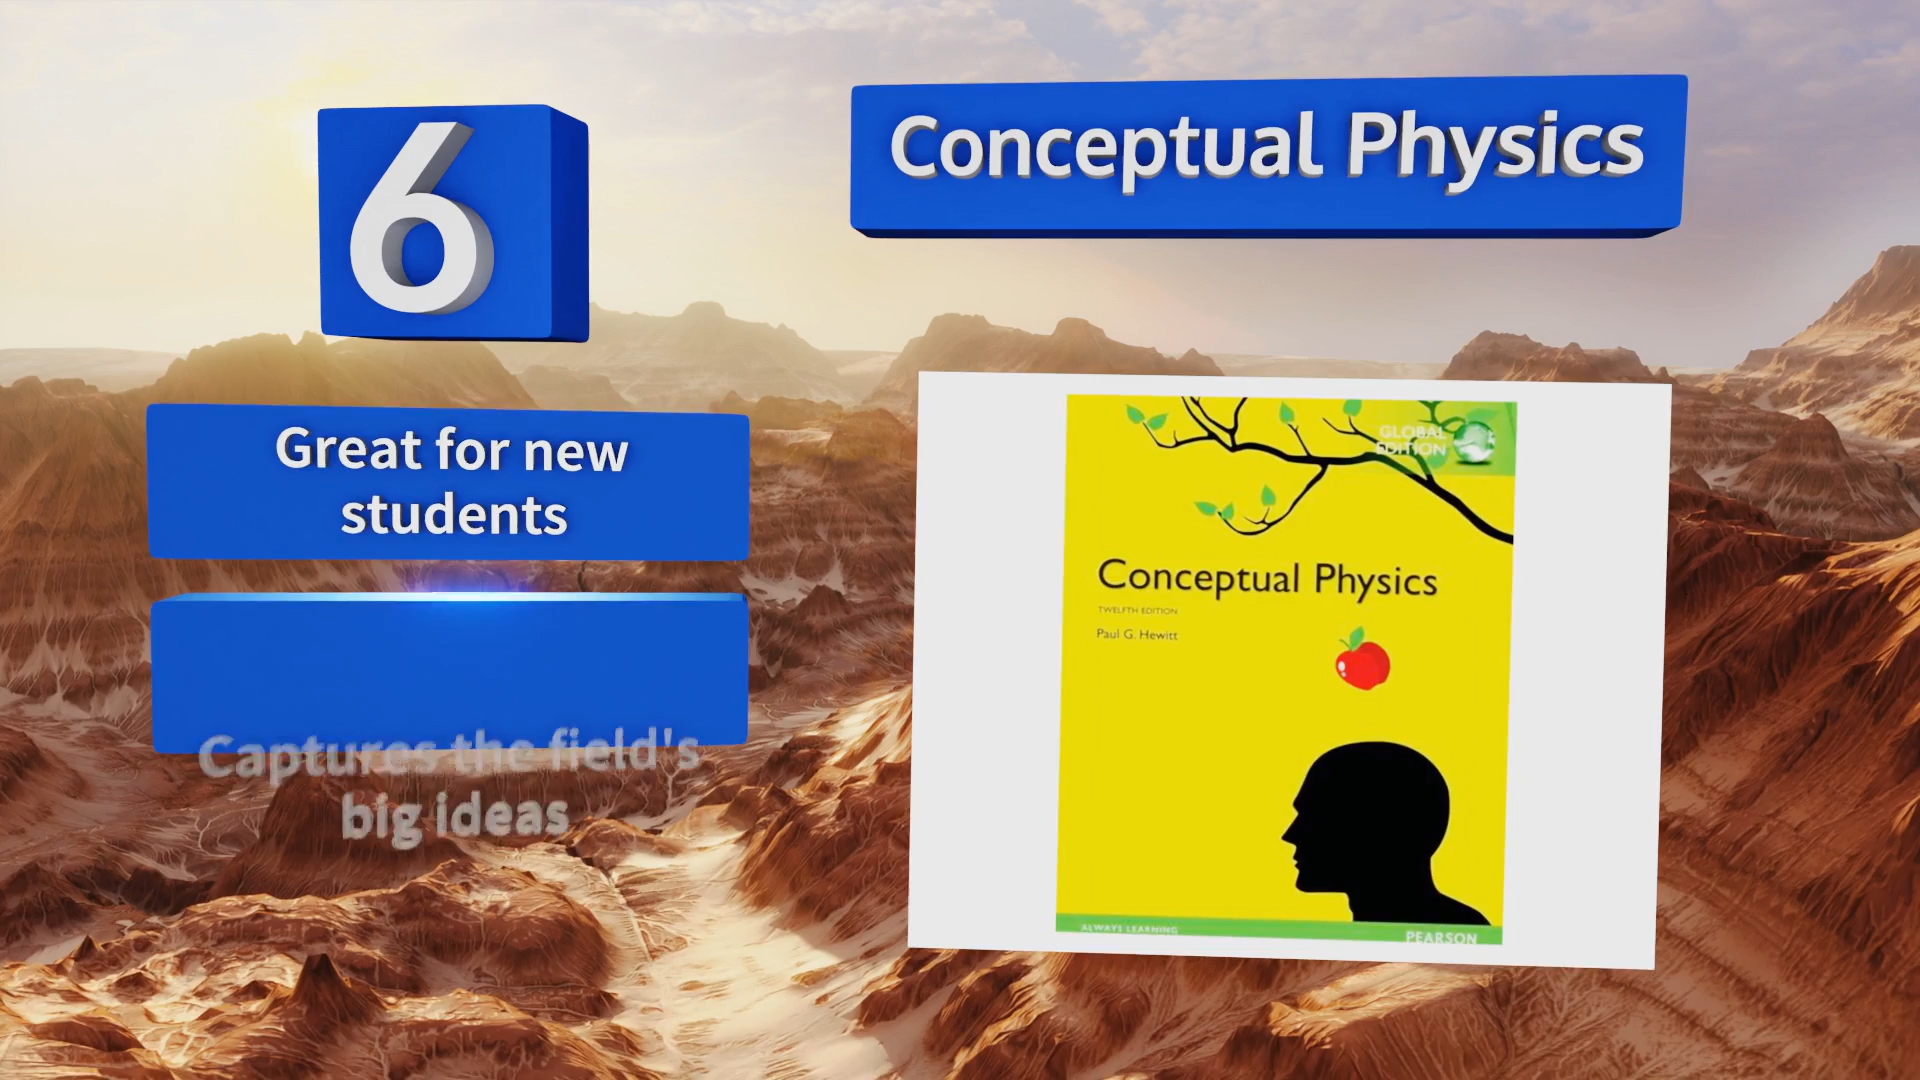 6
Conceptual Physics
Great for new
students
Captures the field's
big ideas
GLOBAL
EDITION
Conceptual Physics
TWELFTH EDITION
Paul G. Hewitt
ALWAYS LEARNING
PEARSON